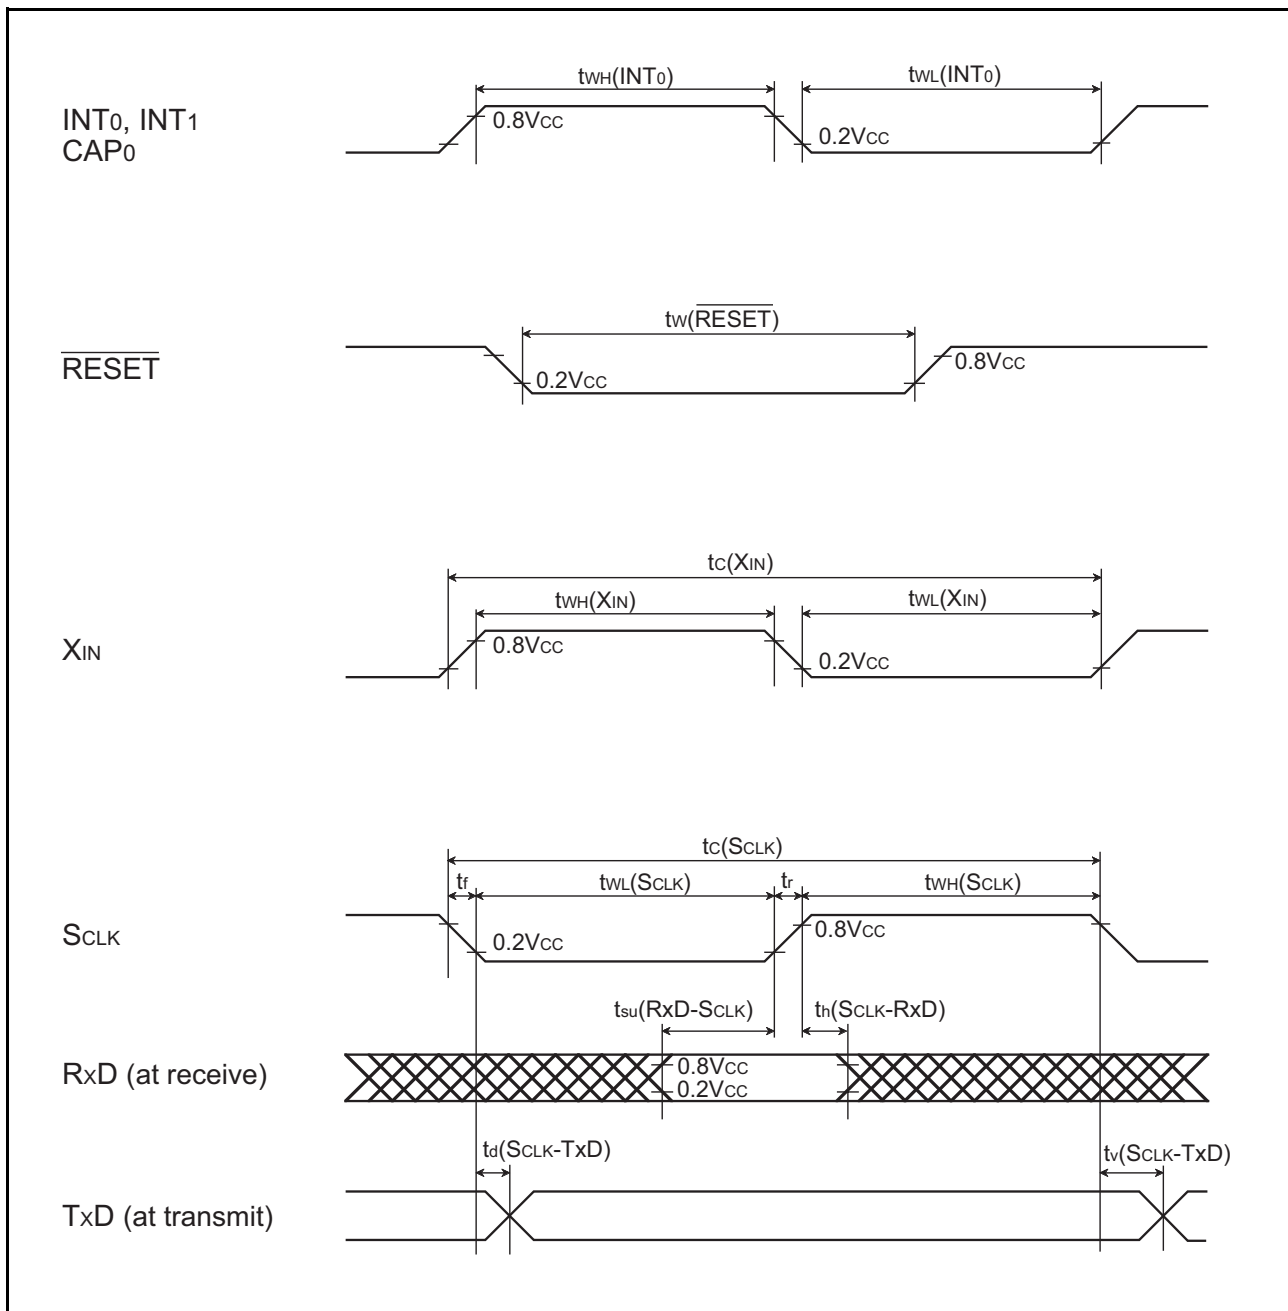 tWH(INT0)
tWL(INT0)
INT0, INT1
CAP0
0.8VCC
0.2VCC
tW(RESET)
RESET
0.2VCC
0.8VCC
tC(XIN)
tWH(XIN)
tWL(XIN)
XIN
0.8VCC
0.2VCC
tC(SCLK)
tf
tWL(SCLK)
tr
tWH(SCLK)
SCLK
0.2VCC
0.8VCC
tsu(RxD-SCLK)
th(SCLK-RxD)
RXD (at receive)
0.8VCC
0.2VCC
td(SCLK-TxD)
tv(SCLK-TxD)
TXD (at transmit)